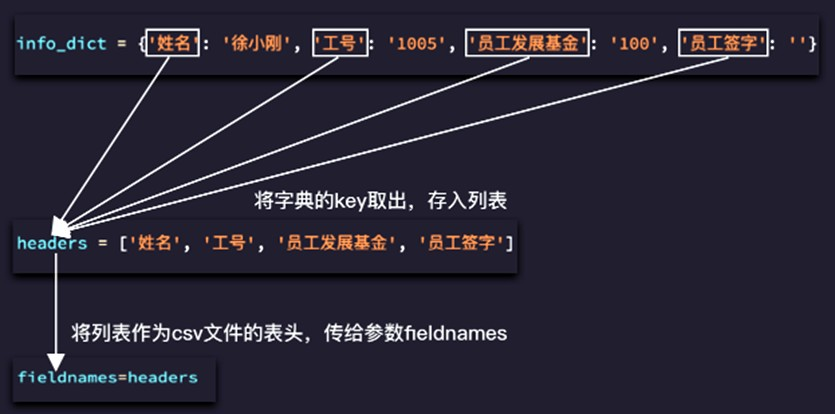 info_dict = {'姓名': '徐小刚', '工号': '1005', '员工发展基金': '100', '员工签字': ''}
将字典的key取出，存入列表
headers = ['姓名', '工号', '员工发展基金', '员工签字']
将列表作为csv文件的表头，传给参数fieldnames
fieldnames=headers